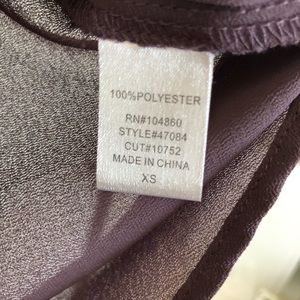 100%POLYESTER
RN#104860
STYLE#47084
CUT#10752
MADE IN CHINA
XS